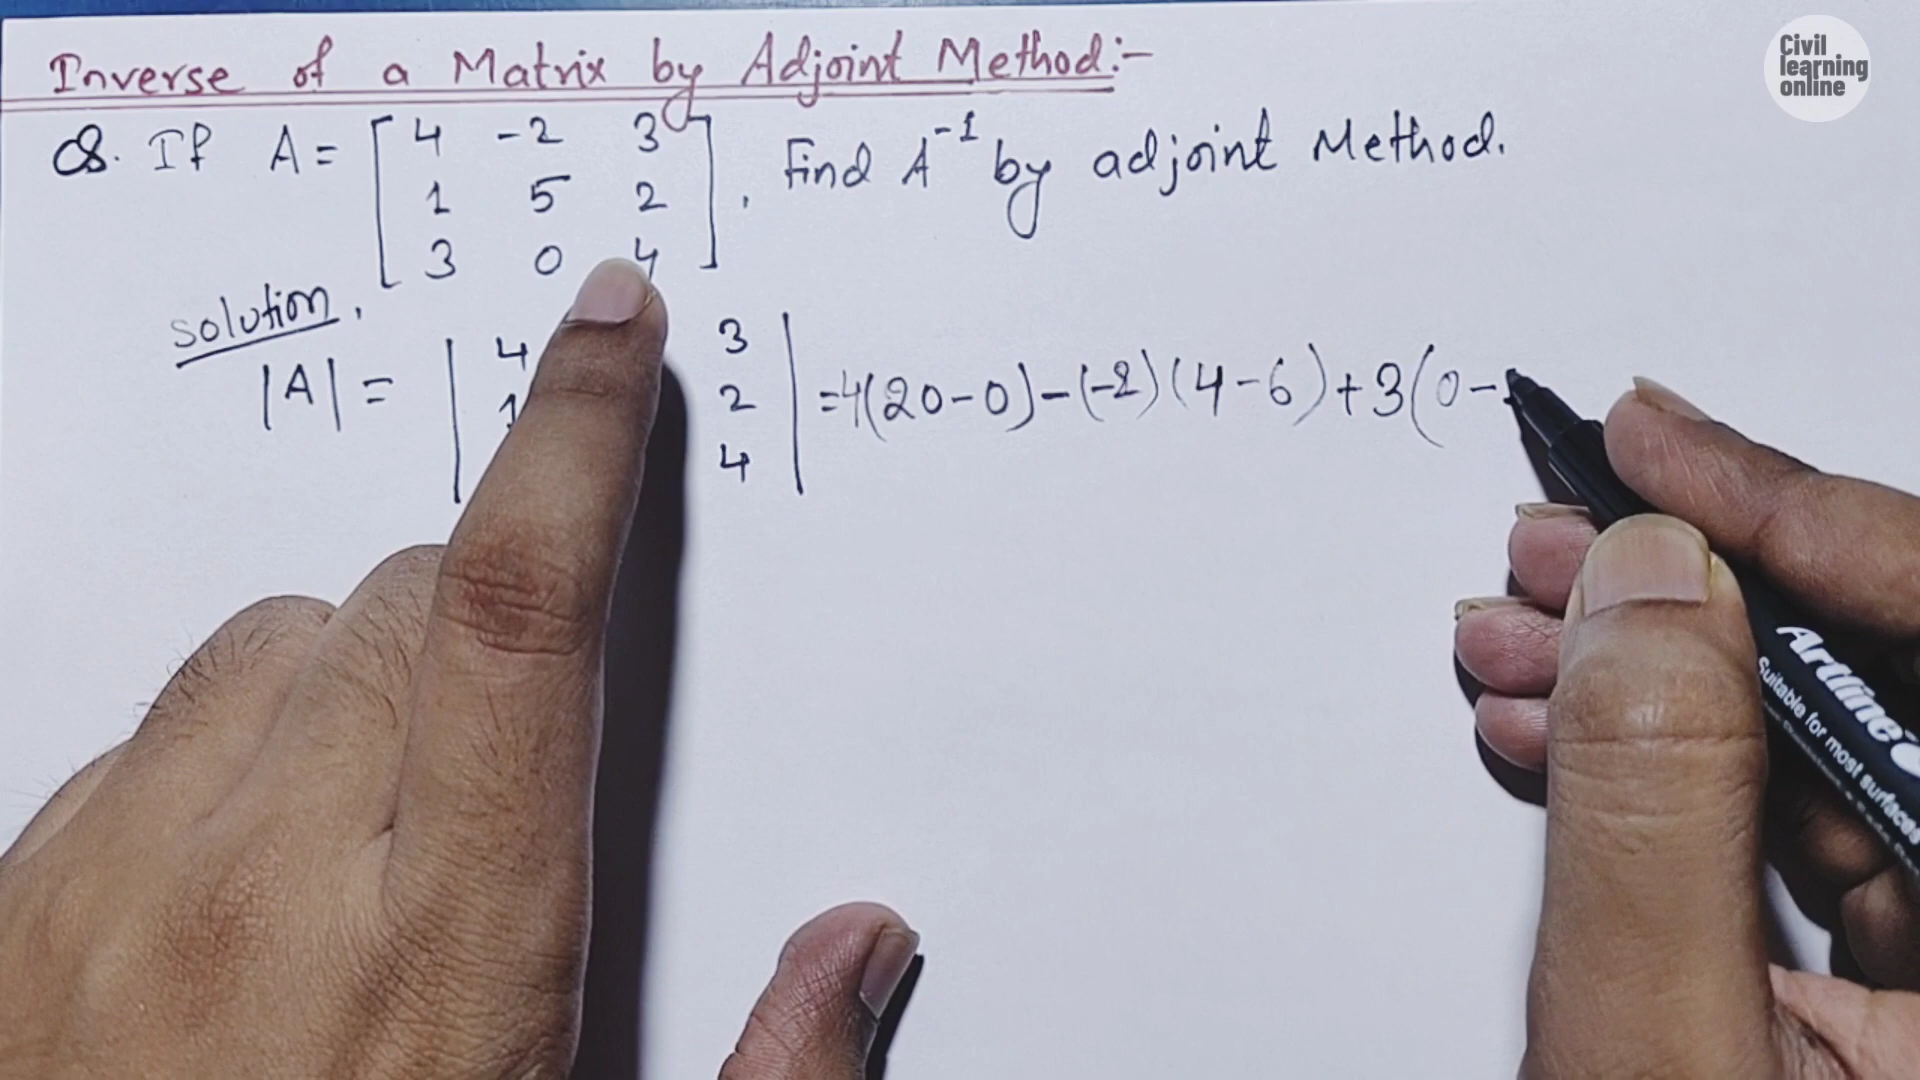 Inverse of a Matrix by Adjoint Method:-
Q. If A = [ 4 -2 3
1 5 2
3 0 4 ] , Find A⁻¹ by adjoint Method.
Solution,
|A| = | 4 3
1 2
4 | = 4(20-0)-(-2)(4-6)+3(0-
Civil
learning
online
Artline
Suitable for most surfaces